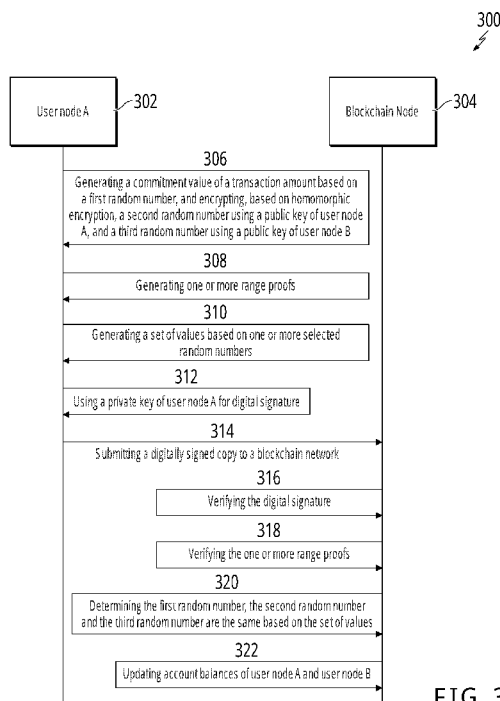 300
User node A
302
Blockchain Node
304
306
Generating a commitment value of a transaction amount based on
a first random number, and encrypting, based on homomorphic
encryption, a second random number using a public key of user node
A, and a third random number using a public key of user node B
308
Generating one or more range proofs
310
Generating a set of values based on one or more selected
random numbers
312
Using a private key of user node A for digital signature
314
Submitting a digitally signed copy to a blockchain network
316
Verifying the digital signature
318
Verifying the one or more range proofs
320
Determining the first random number, the second random number
and the third random number are the same based on the set of values
322
Updating account balances of user node A and user node B
FIG. 3